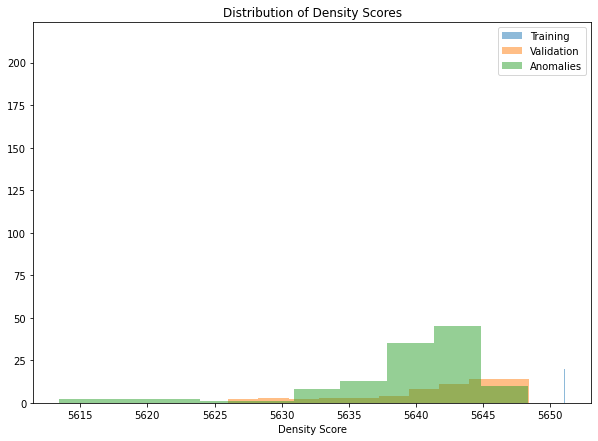 Distribution of Density Scores
Training
Validation
Anomalies
200
175
150
125
100
75
50
25
0
5615 5620 5625 5630 5635 5640 5645 5650
Density Score